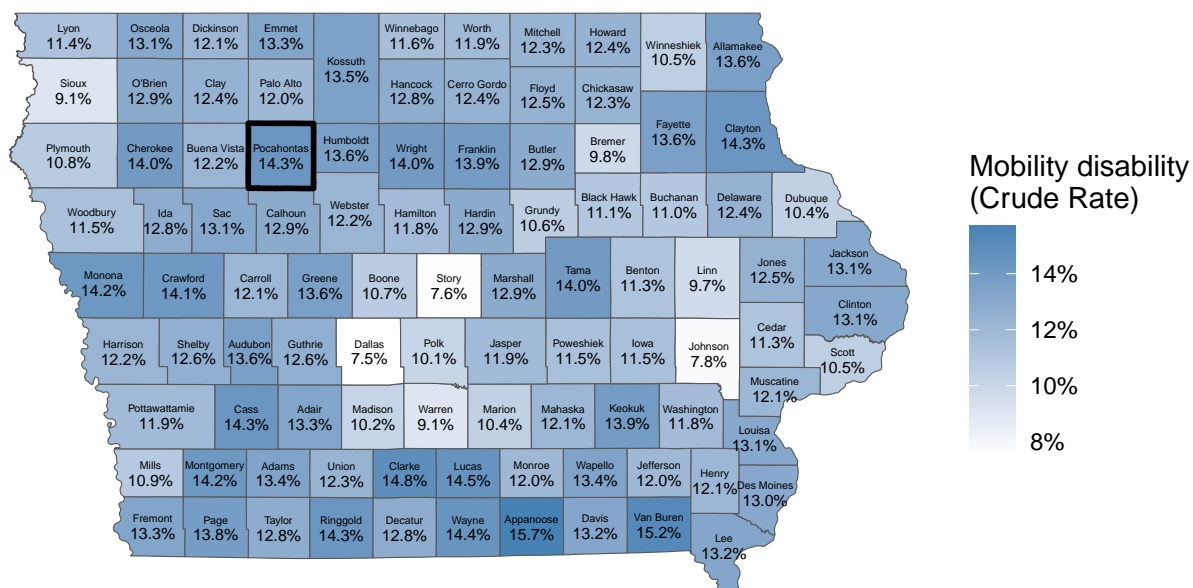 Lyon
11.4%
Osceola
13.1%
Dickinson
12.1%
Emmet
13.3%
Kossuth
13.5%
Winnebago
11.6%
Worth
11.9%
Mitchell
12.3%
Howard
12.4%
Winneshiek
10.5%
Allamakee
13.6%
Sioux
9.1%
O'Brien
12.9%
Clay
12.4%
Palo Alto
12.0%
Hancock
12.8%
Cerro Gordo
12.4%
Floyd
12.5%
Chickasaw
12.3%
Plymouth
10.8%
Cherokee
14.0%
Buena Vista
12.2%
Pocahontas
14.3%
Humboldt
13.6%
Wright
14.0%
Franklin
13.9%
Butler
12.9%
Bremer
9.8%
Fayette
13.6%
Clayton
14.3%
Woodbury
11.5%
Ida
12.8%
Sac
13.1%
Calhoun
12.9%
Webster
12.2%
Hamilton
11.8%
Hardin
12.9%
Grundy
10.6%
Black Hawk
11.1%
Buchanan
11.0%
Delaware
12.4%
Dubuque
10.4%
Monona
14.2%
Crawford
14.1%
Carroll
12.1%
Greene
13.6%
Boone
10.7%
Story
7.6%
Marshall
12.9%
Tama
14.0%
Benton
11.3%
Linn
9.7%
Jones
12.5%
Jackson
13.1%
Clinton
13.1%
Harrison
12.2%
Shelby
12.6%
Audubon
13.6%
Guthrie
12.6%
Dallas
7.5%
Polk
10.1%
Jasper
11.9%
Poweshiek
11.5%
Iowa
11.5%
Johnson
7.8%
Cedar
11.3%
Scott
10.5%
Muscatine
12.1%
Pottawattamie
11.9%
Cass
14.3%
Adair
13.3%
Madison
10.2%
Warren
9.1%
Marion
10.4%
Mahaska
12.1%
Keokuk
13.9%
Washington
11.8%
Louisa
13.1%
Mills
10.9%
Montgomery
14.2%
Adams
13.4%
Union
12.3%
Clarke
14.8%
Lucas
14.5%
Monroe
12.0%
Wapello
13.4%
Jefferson
12.0%
Henry
12.1%
Des Moines
13.0%
Fremont
13.3%
Page
13.8%
Taylor
12.8%
Ringgold
14.3%
Decatur
12.8%
Wayne
14.4%
Appanoose
15.7%
Davis
13.2%
Van Buren
15.2%
Lee
13.2%
Mobility disability
(Crude Rate)
14%
12%
10%
8%